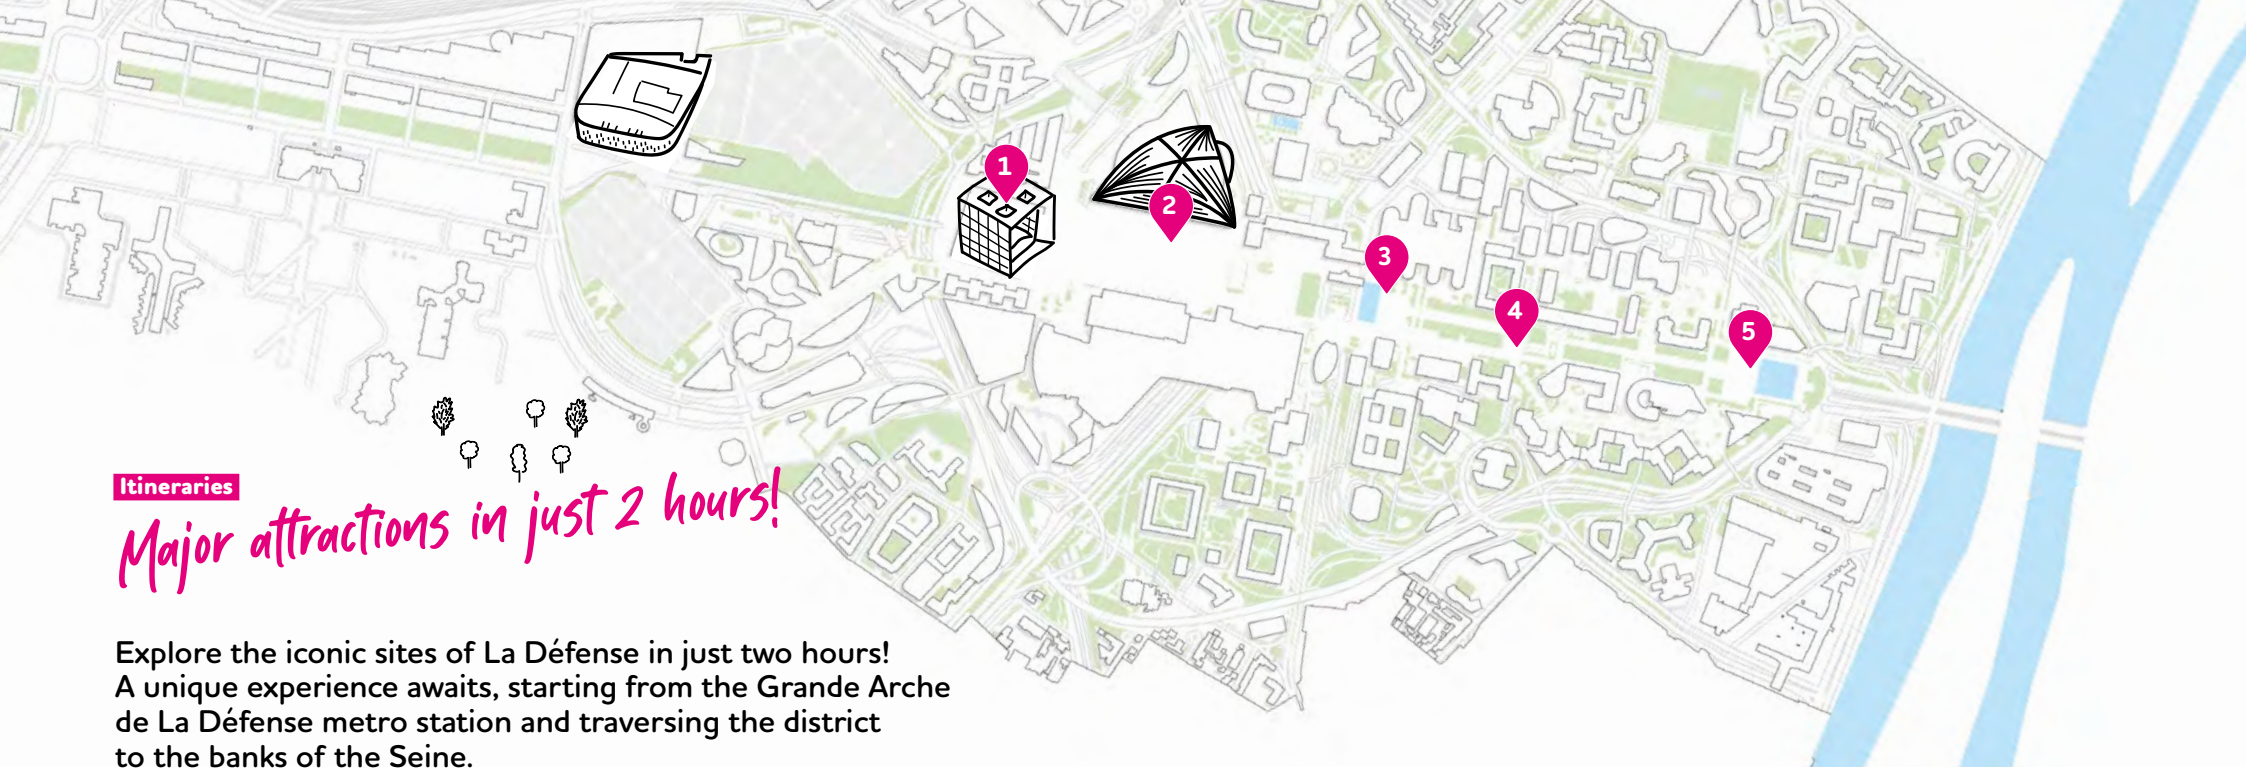 1
2
3
4
5
Itineraries
Major attractions in just 2 hours!
Explore the iconic sites of La Défense in just two hours!
A unique experience awaits, starting from the Grande Arche
de La Défense metro station and traversing the district
to the banks of the Seine.